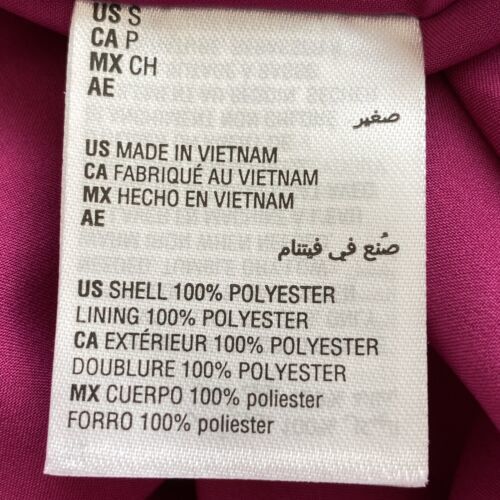 US S
CA P
MX CH
AE
صغير
US MADE IN VIETNAM
CA FABRIQUÉ AU VIETNAM
MX HECHO EN VIETNAM
AE
صُنع في فيتنام
US SHELL 100% POLYESTER
LINING 100% POLYESTER
CA EXTÉRIEUR 100% POLYESTER
DOUBLURE 100% POLYESTER
MX CUERPO 100% poliester
FORRO 100% poliester